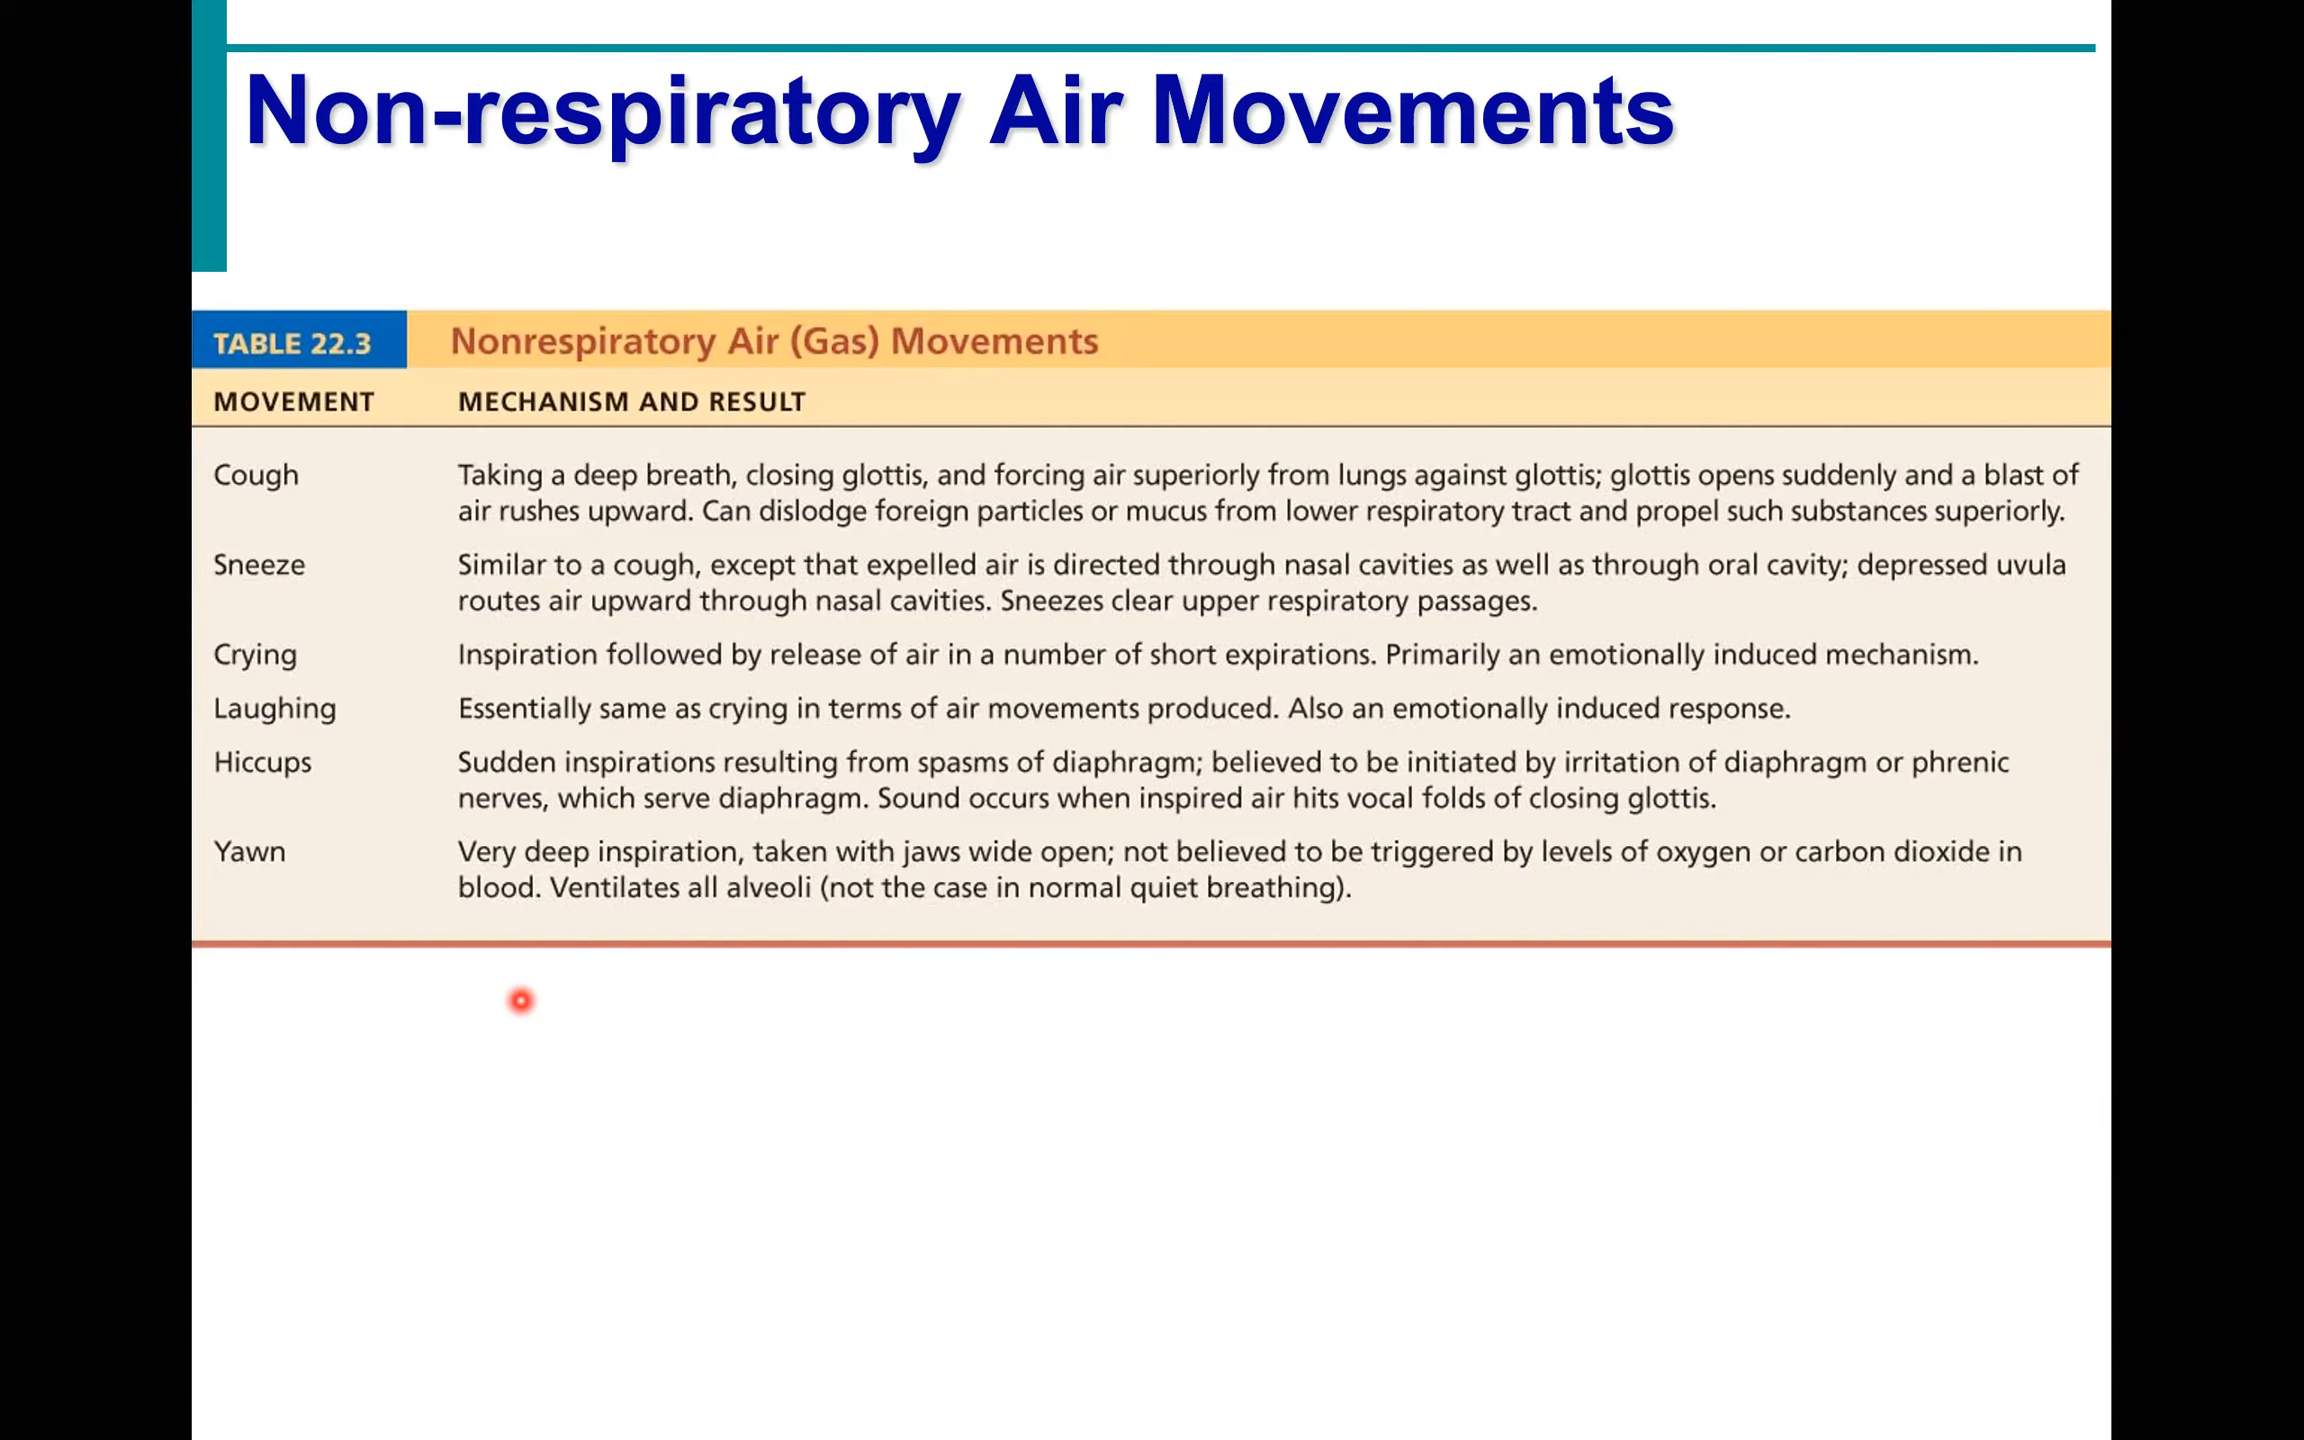 Non-respiratory Air Movements
TABLE 22.3
Nonrespiratory Air (Gas) Movements
MOVEMENT
MECHANISM AND RESULT
Cough
Taking a deep breath, closing glottis, and forcing air superiorly from lungs against glottis; glottis opens suddenly and a blast of
air rushes upward. Can dislodge foreign particles or mucus from lower respiratory tract and propel such substances superiorly.
Sneeze
Similar to a cough, except that expelled air is directed through nasal cavities as well as through oral cavity; depressed uvula
routes air upward through nasal cavities. Sneezes clear upper respiratory passages.
Crying
Inspiration followed by release of air in a number of short expirations. Primarily an emotionally induced mechanism.
Laughing
Essentially same as crying in terms of air movements produced. Also an emotionally induced response.
Hiccups
Sudden inspirations resulting from spasms of diaphragm; believed to be initiated by irritation of diaphragm or phrenic
nerves, which serve diaphragm. Sound occurs when inspired air hits vocal folds of closing glottis.
Yawn
Very deep inspiration, taken with jaws wide open; not believed to be triggered by levels of oxygen or carbon dioxide in
blood. Ventilates all alveoli (not the case in normal quiet breathing).